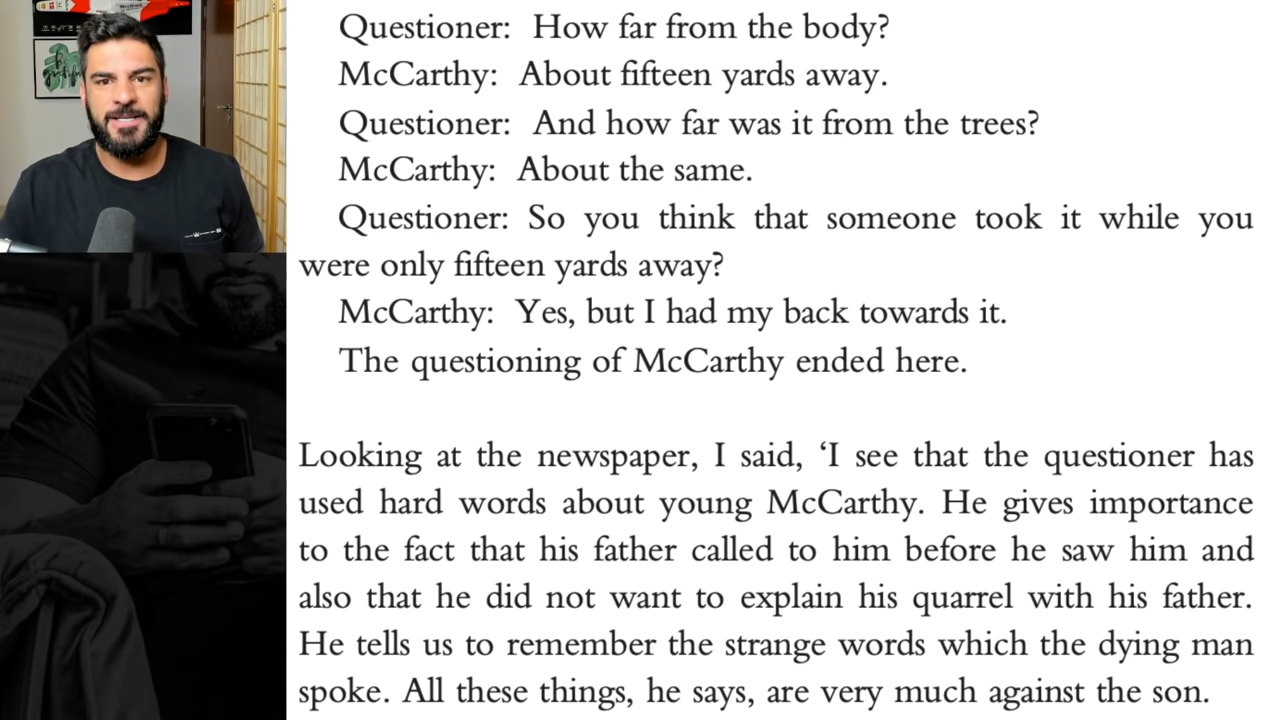 Questioner: How far from the body?
McCarthy: About fifteen yards away.
Questioner: And how far was it from the trees?
McCarthy: About the same.
Questioner: So you think that someone took it while you
were only fifteen yards away?
McCarthy: Yes, but I had my back towards it.
The questioning of McCarthy ended here.
Looking at the newspaper, I said, ‘I see that the questioner has
used hard words about young McCarthy. He gives importance
to the fact that his father called to him before he saw him and
also that he did not want to explain his quarrel with his father.
He tells us to remember the strange words which the dying man
spoke. All these things, he says, are very much against the son.